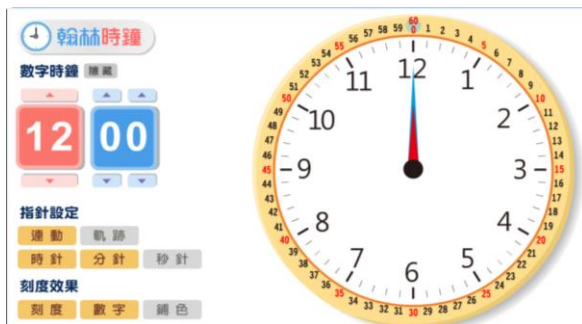 翰林時鐘
數字時鐘 隱藏
12 00
指針設定
連動 軌跡
時針 分針 秒針
刻度效果
刻度 數字 鋪色
60
0 1 2 3 4 5 6 7 8 9 10 11 12 13 14 15 16 17 18 19 20 21 22 23 24 25 26 27 28 29 30 31 32 33 34 35 36 37 38 39 40 41 42 43 44 45 46 47 48 49 50 51 52 53 54 55 56 57 58 59
12 1 2 3 4 5 6 7 8 9 10 11